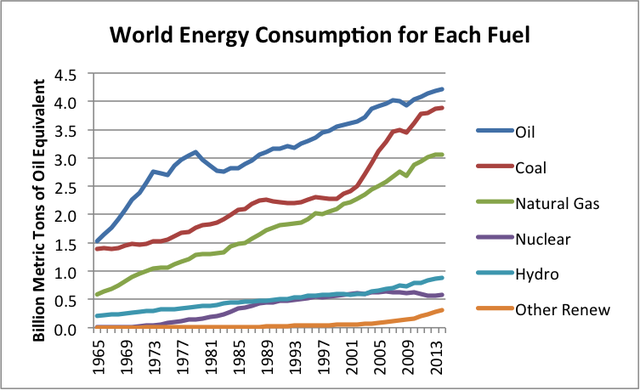 World Energy Consumption for Each Fuel
Billion Metric Tons of Oil Equivalent
4.5
4.0
3.5
3.0
2.5
2.0
1.5
1.0
0.5
0.0
1965
1969
1973
1977
1981
1985
1989
1993
1997
2001
2005
2009
2013
Oil
Coal
Natural Gas
Nuclear
Hydro
Other Renew